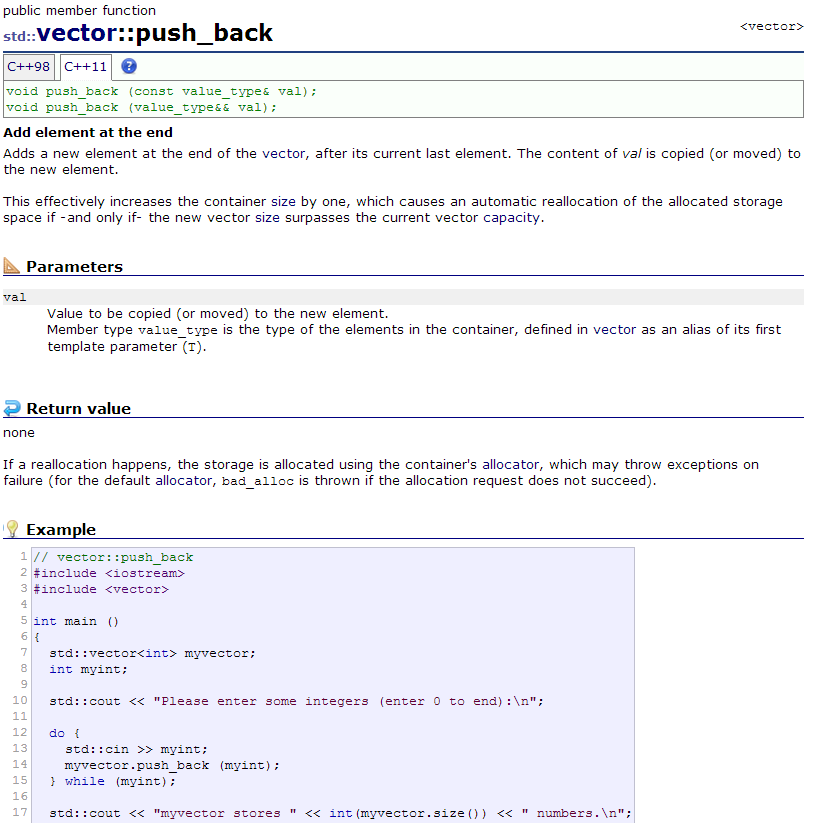 public member function
<vector>
std::vector::push_back
C++98 C++11 ?
void push_back (const value_type& val);
void push_back (value_type&& val);
Add element at the end
Adds a new element at the end of the vector, after its current last element. The content of val is copied (or moved) to
the new element.
This effectively increases the container size by one, which causes an automatic reallocation of the allocated storage
space if -and only if- the new vector size surpasses the current vector capacity.
Parameters
val
Value to be copied (or moved) to the new element.
Member type value_type is the type of the elements in the container, defined in vector as an alias of its first
template parameter (T).
Return value
none
If a reallocation happens, the storage is allocated using the container's allocator, which may throw exceptions on
failure (for the default allocator, bad_alloc is thrown if the allocation request does not succeed).
Example
1 // vector::push_back
2 #include <iostream>
3 #include <vector>
4
5 int main ()
6 {
7 std::vector<int> myvector;
8 int myint;
9
10 std::cout << "Please enter some integers (enter 0 to end):\n";
11
12 do {
13 std::cin >> myint;
14 myvector.push_back (myint);
15 } while (myint);
16
17 std::cout << "myvector stores " << int(myvector.size()) << " numbers.\n";